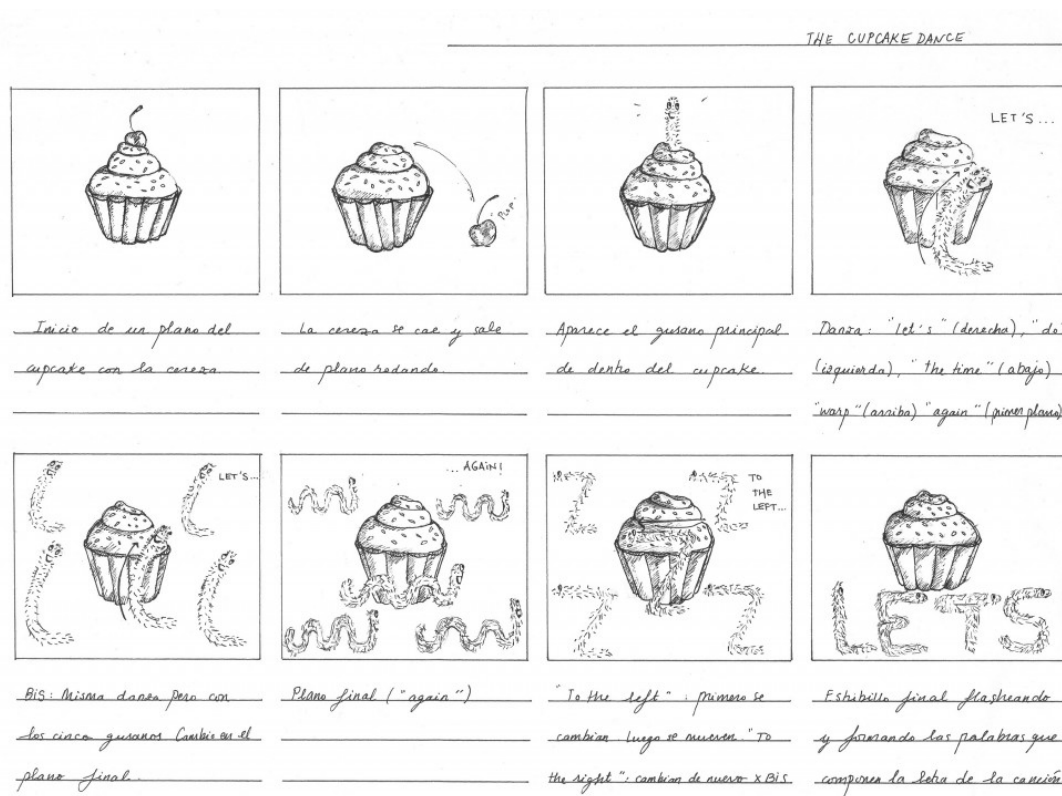 THE CUPCAKE DANCE
PLOP.
LET'S...
Inicio de un plano del
cupcake con la cereza
La cereza se cae y sale
de plano rodando.
Aparece el gusano principal
de dentro del cupcake.
Danza: "let's" (derecha), "do
(izquierda), "the time" (abajo)
"warp" (arriba) "again" (primer plano)
LET'S...
... AGAIN!
TO
THE
LEFT...
LETS
BIS: Misma danza pero con
los cinco gusanos Cambia en el
plano final.
Plano final ("again")
"To the left": primero se
cambian. Luego se mueven. "To
the right": cambian de nuevo x BIS
Estribillo final flasheando
y formando las palabras que
componen la letra de la canción